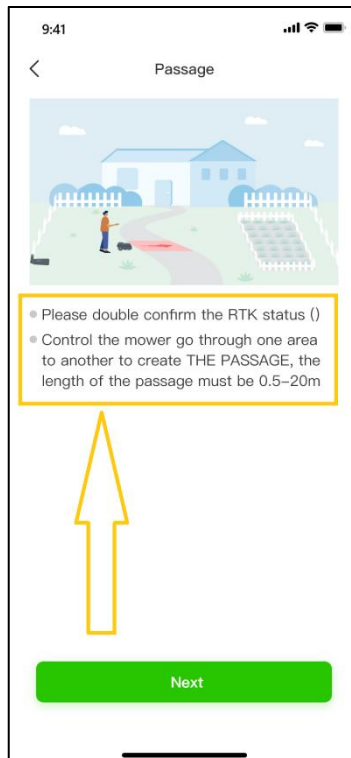 9:41
Passage
Please double confirm the RTK status ()
Control the mower go through one area
to another to create THE PASSAGE, the
length of the passage must be 0.5–20m
Next